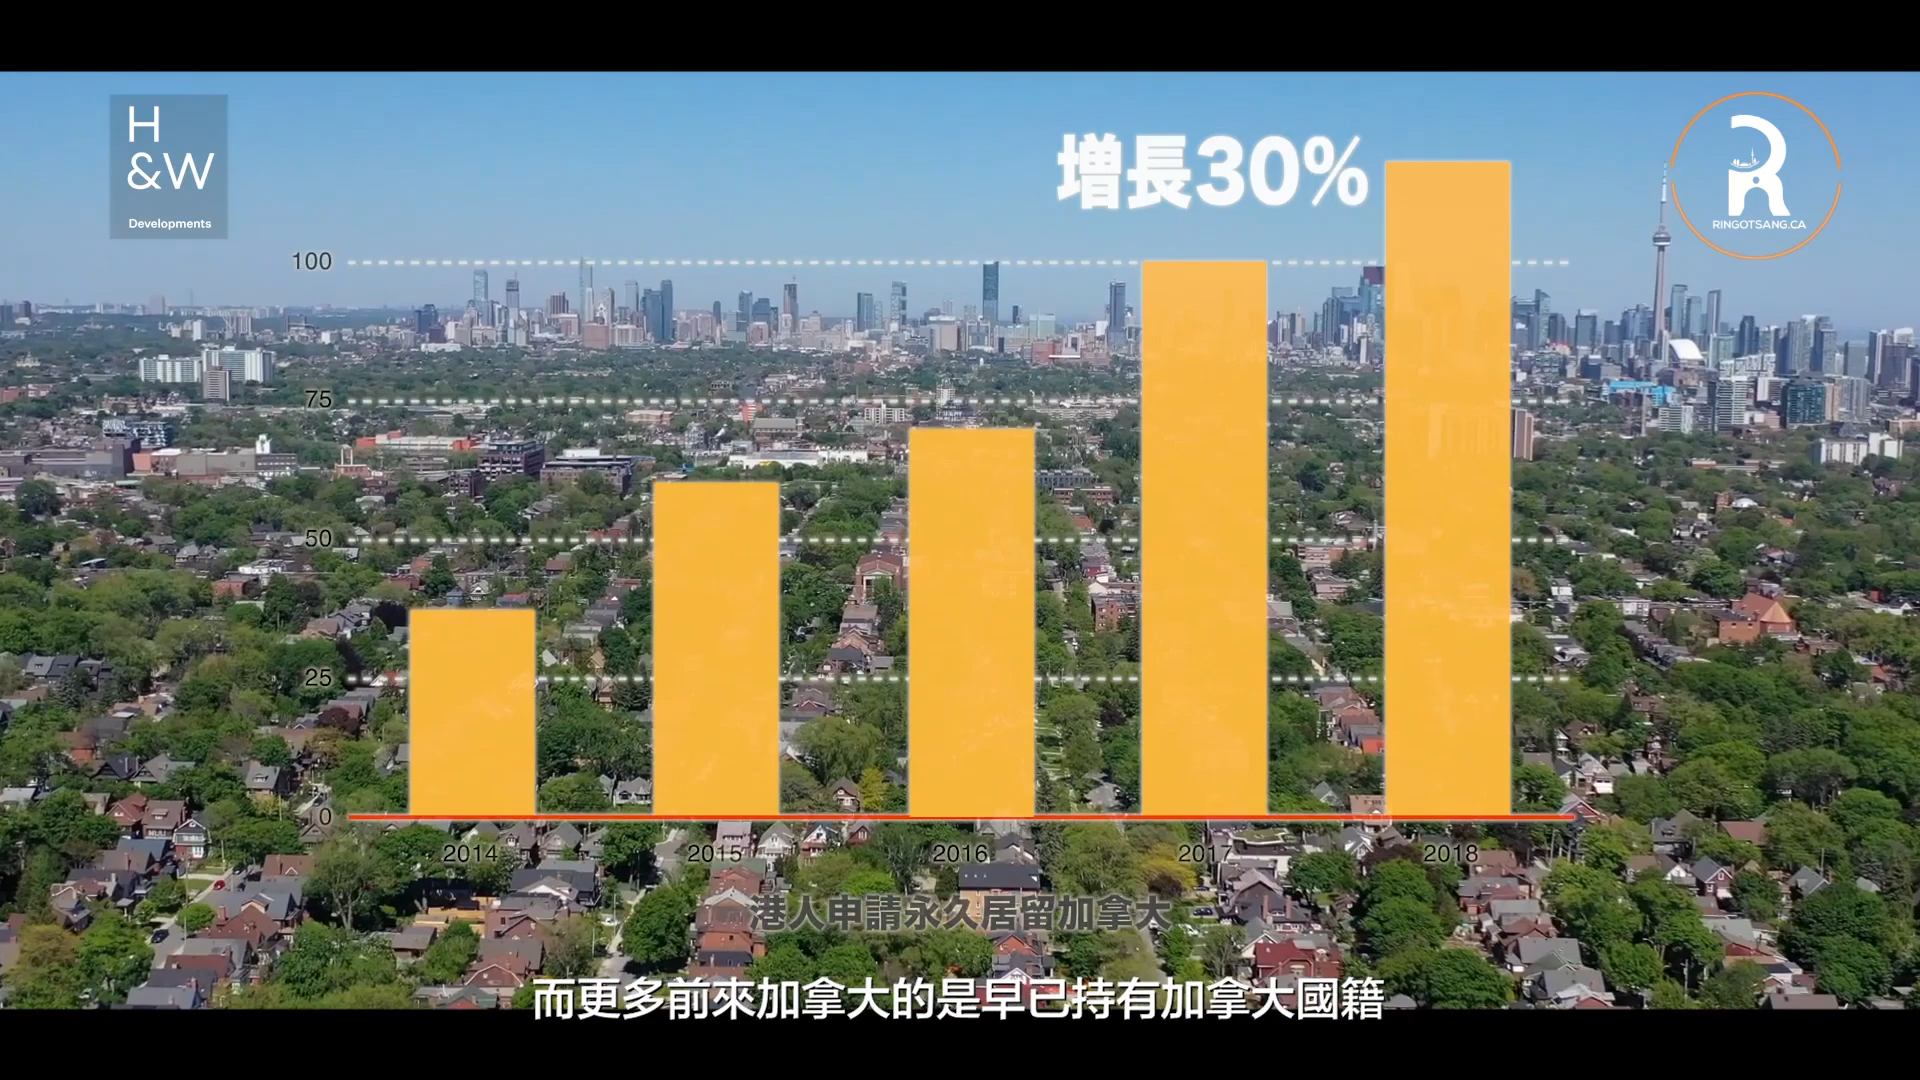 H
&W
Developments
增長30%
RINGOTSANG.CA
100
75
50
25
0
2014
2015
2016
2017
2018
港人申請永久居留加拿大
而更多前來加拿大的是早已持有加拿大國籍